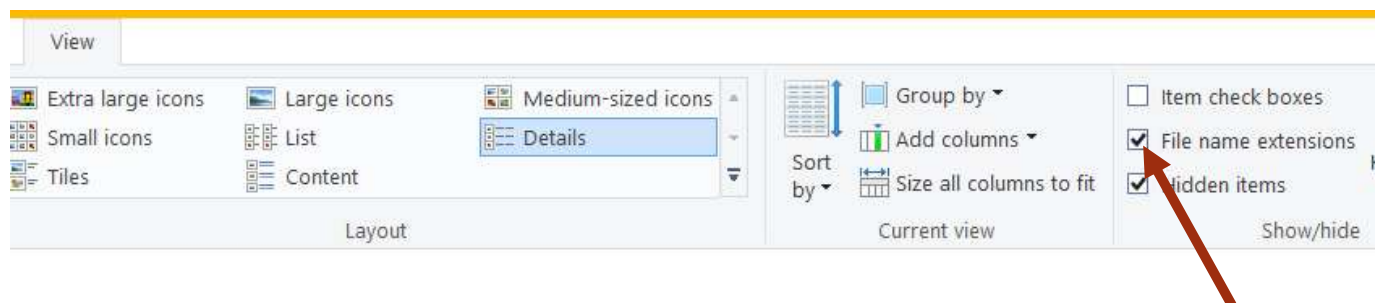 View
Extra large icons
Large icons
Medium-sized icons
Small icons
List
Details
Tiles
Content
Layout
Sort
by
Group by
Add columns
Size all columns to fit
Current view
Item check boxes
File name extensions
Hidden items
Show/hide